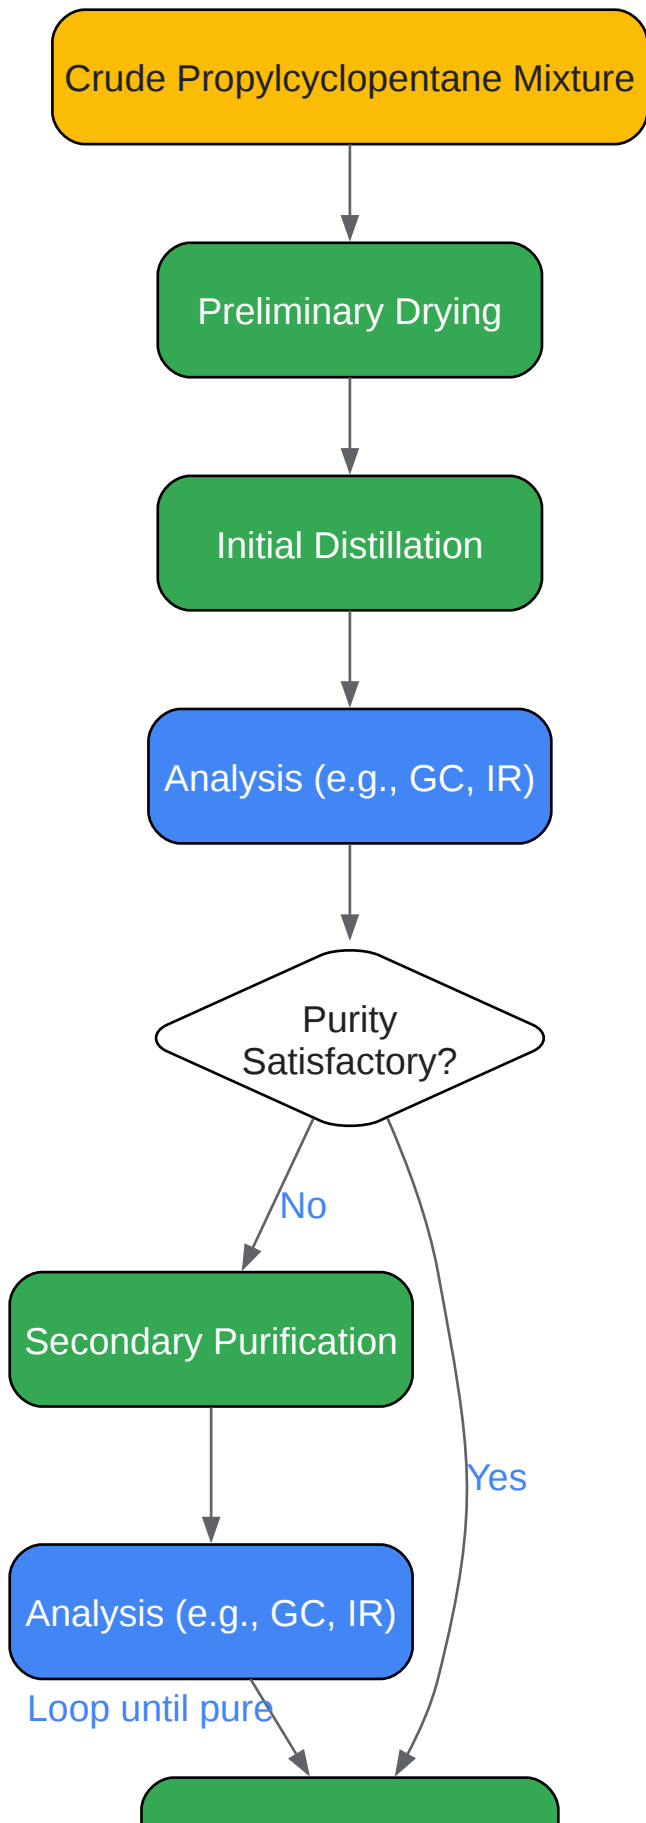 Crude Propylcyclopentane Mixture
Preliminary Drying
Initial Distillation
Analysis (e.g., GC, IR)
Purity
Satisfactory?
No
Secondary Purification
Yes
Analysis (e.g., GC, IR)
Loop until pure